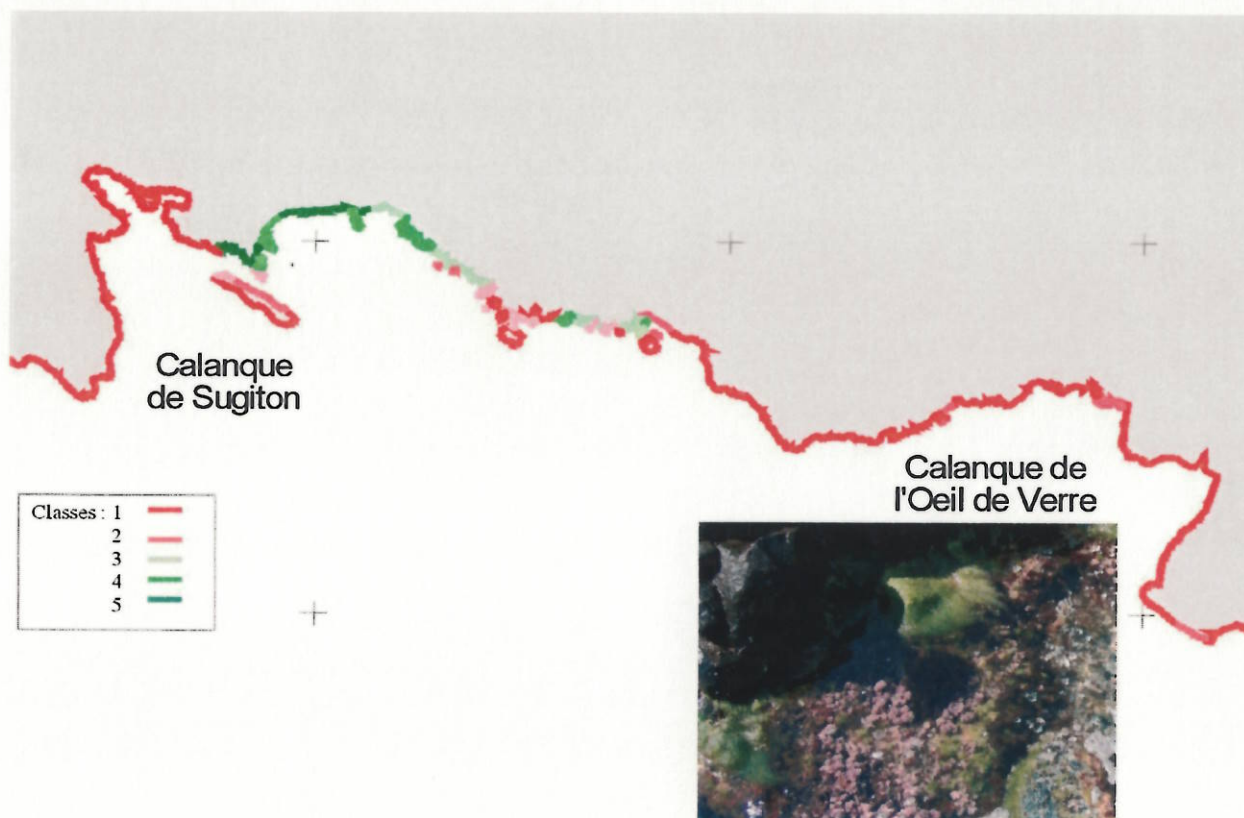 Calanque
de Sugiton
Calanque de
l'Oeil de Verre
Classes : 1
2
3
4
5